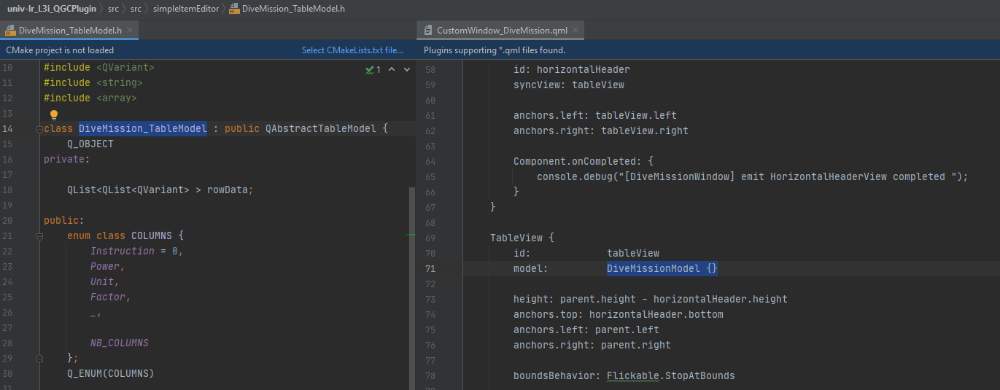 univ-lr_L3i_QGCPlugin src src simpleItemEditor DiveMission_TableModel.h
DiveMission_TableModel.h
CMake project is not loaded Select CMakeLists.txt file...
10 #include <QVariant> 1
11 #include <string>
12 #include <array>
13
14 class DiveMission_TableModel : public QAbstractTableModel {
15 Q_OBJECT
16 private:
17
18 QList<QList<QVariant> > rowData;
19
20 public:
21 enum class COLUMNS {
22 Instruction = 0,
23 Power,
24 Unit,
25 Factor,
26 _,
27
28 NB_COLUMNS
29 };
30 Q_ENUM(COLUMNS)
31
CustomWindow_DiveMission.qml
Plugins supporting *.qml files found.
58 id: horizontalHeader
59 syncView: tableView
60
61 anchors.left: tableView.left
62 anchors.right: tableView.right
63
64 Component.onCompleted: {
65 console.debug("[DiveMissionWindow] emit HorizontalHeaderView completed ");
66 }
67 }
68
69 TableView {
70 id: tableView
71 model: DiveMissionModel {}
72
73 height: parent.height - horizontalHeader.height
74 anchors.top: horizontalHeader.bottom
75 anchors.left: parent.left
76 anchors.right: parent.right
77
78 boundsBehavior: Flickable.StopAtBounds
79